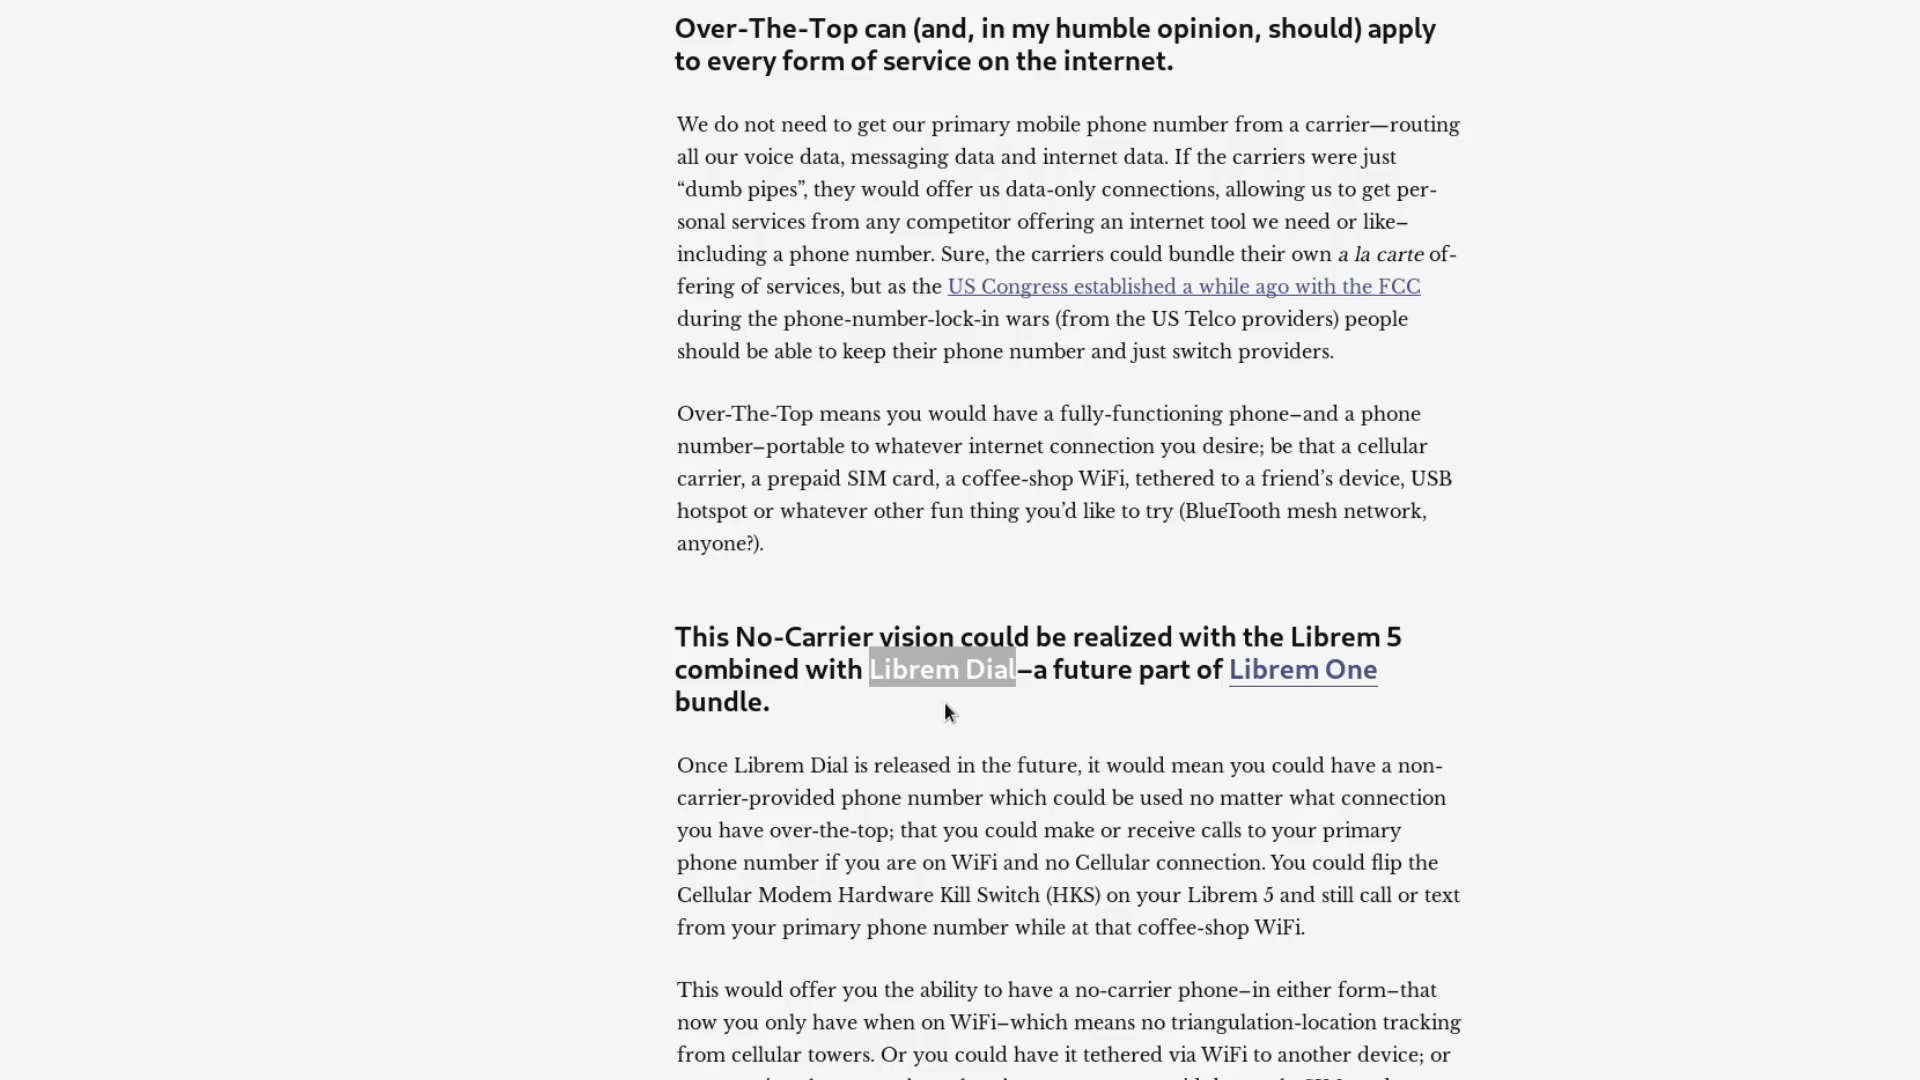 Over-The-Top can (and, in my humble opinion, should) apply
to every form of service on the internet.
We do not need to get our primary mobile phone number from a carrier—routing
all our voice data, messaging data and internet data. If the carriers were just
“dumb pipes”, they would offer us data-only connections, allowing us to get per-
sonal services from any competitor offering an internet tool we need or like–
including a phone number. Sure, the carriers could bundle their own a la carte of-
fering of services, but as the US Congress established a while ago with the FCC
during the phone-number-lock-in wars (from the US Telco providers) people
should be able to keep their phone number and just switch providers.
Over-The-Top means you would have a fully-functioning phone–and a phone
number–portable to whatever internet connection you desire; be that a cellular
carrier, a prepaid SIM card, a coffee-shop WiFi, tethered to a friend’s device, USB
hotspot or whatever other fun thing you’d like to try (BlueTooth mesh network,
anyone?).
This No-Carrier vision could be realized with the Librem 5
combined with Librem Dial–a future part of Librem One
bundle.
Once Librem Dial is released in the future, it would mean you could have a non-
carrier-provided phone number which could be used no matter what connection
you have over-the-top; that you could make or receive calls to your primary
phone number if you are on WiFi and no Cellular connection. You could flip the
Cellular Modem Hardware Kill Switch (HKS) on your Librem 5 and still call or text
from your primary phone number while at that coffee-shop WiFi.
This would offer you the ability to have a no-carrier phone–in either form–that
now you only have when on WiFi–which means no triangulation-location tracking
from cellular towers. Or you could have it tethered via WiFi to another device; or